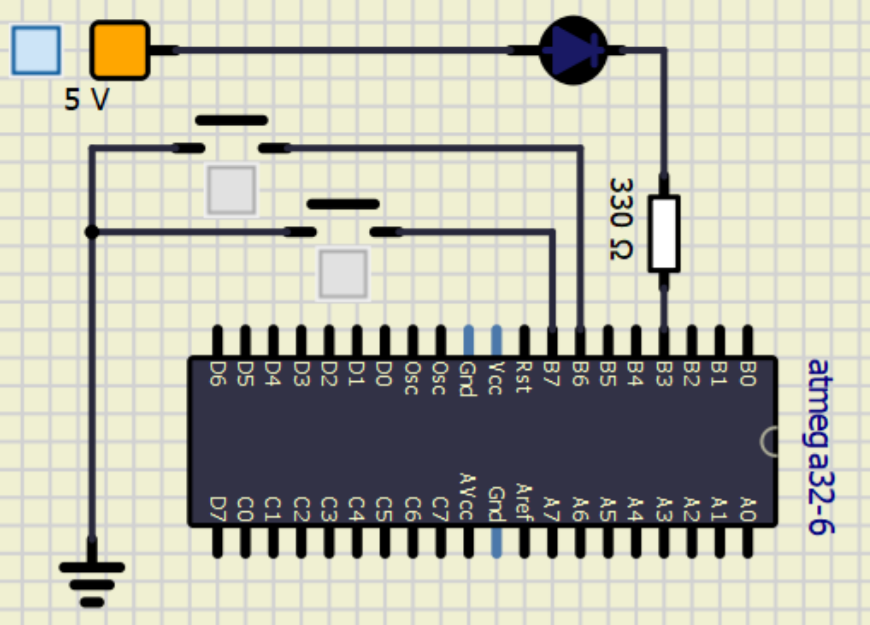 5 V
330 Ω
D6 D5 D4 D3 D2 D1 D0 Osc Osc Gnd Vcc Rst B7 B6 B5 B4 B3 B2 B1 B0
atmega32-6
D7 C0 C1 C2 C3 C4 C5 C6 C7 AVcc Gnd Aref A7 A6 A5 A4 A3 A2 A1 A0